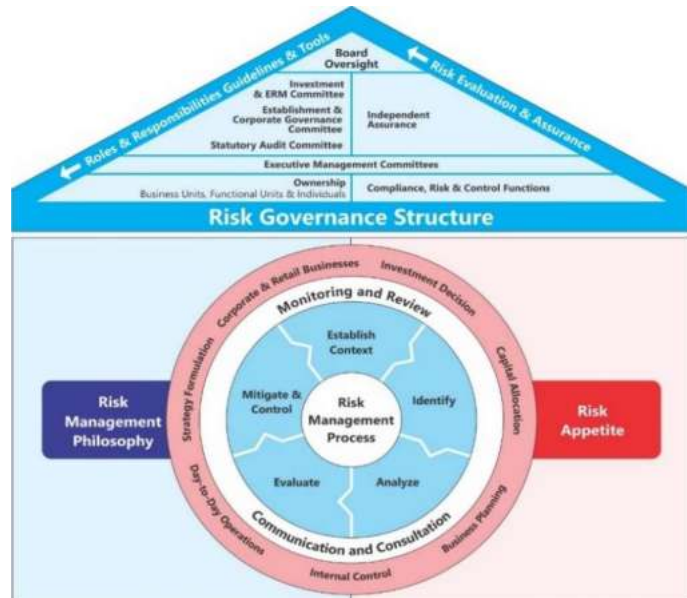 Roles & Responsibilities Guidelines & Tools
Risk Evaluation & Assurance
Board
Oversight
Investment
& ERM Committee
Establishment &
Corporate Governance
Committee
Statutory Audit Committee
Independent
Assurance
Executive Management Committees
Ownership
Business Units, Functional Units & Individuals
Compliance, Risk & Control Functions
Risk Governance Structure
Corporate & Retail Businesses
Investment Decision
Monitoring and Review
Establish
Context
Strategy Formulation
Capital Allocation
Mitigate &
Control
Identify
Risk
Management
Process
Risk
Management
Philosophy
Risk
Appetite
Evaluate
Analyze
Day-to-Day Operations
Business Planning
Communication and Consultation
Internal Control